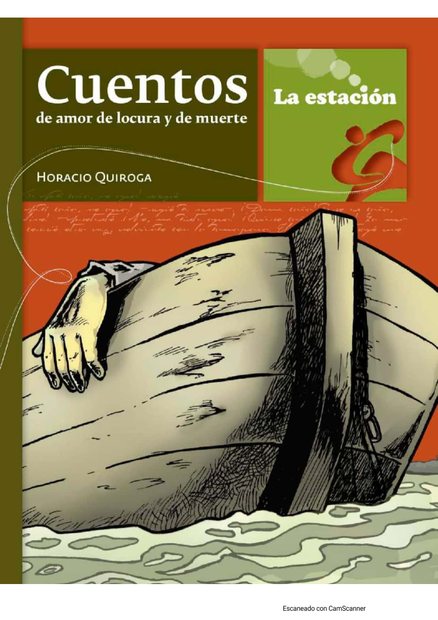 Cuentos
de amor de locura y de muerte
HORACIO QUIROGA
La estación
Escaneado con CamScanner